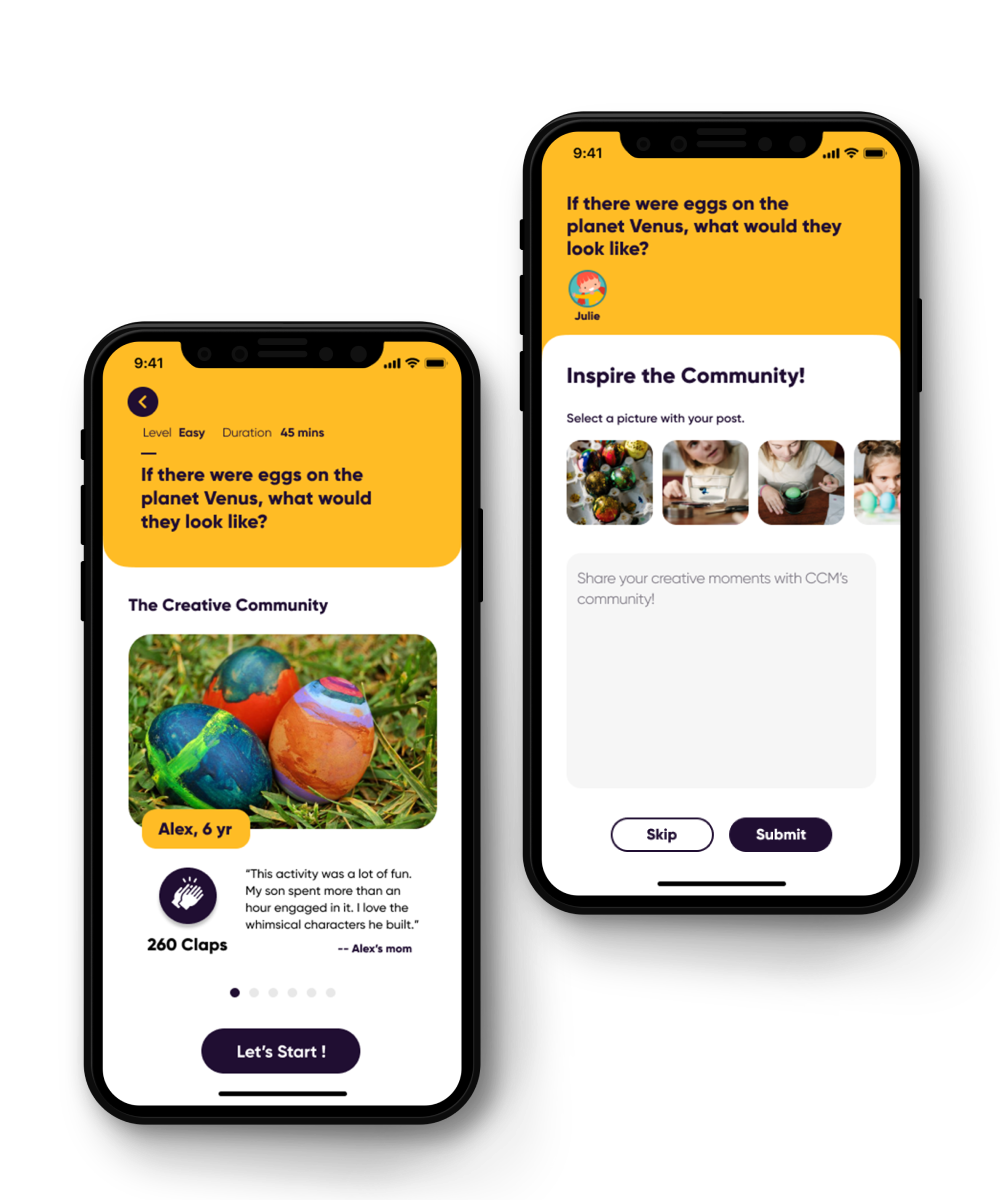 9:41
Level Easy Duration 45 mins
If there were eggs on the
planet Venus, what would
they look like?
The Creative Community
Alex, 6 yr
260 Claps
“This activity was a lot of fun.
My son spent more than an
hour engaged in it. I love the
whimsical characters he built.”
-- Alex’s mom
Let’s Start !
9:41
If there were eggs on the
planet Venus, what would they
look like?
Julie
Inspire the Community!
Select a picture with your post.
Share your creative moments with CCM’s
community!
Skip
Submit